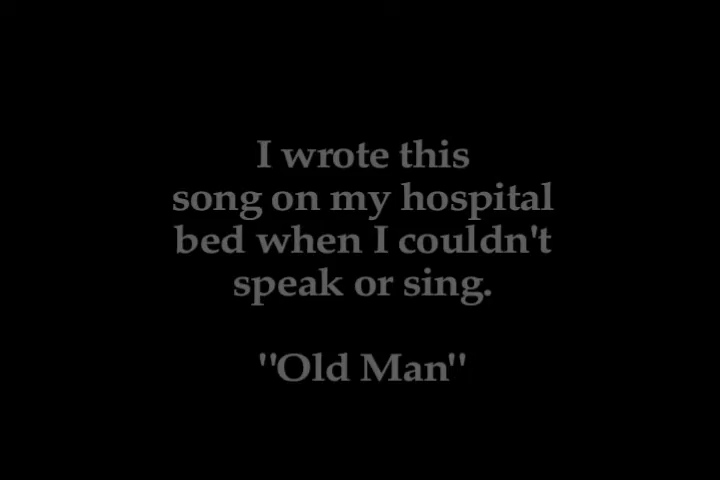 I wrote this
song on my hospital
bed when I couldn't
speak or sing.
"Old Man"